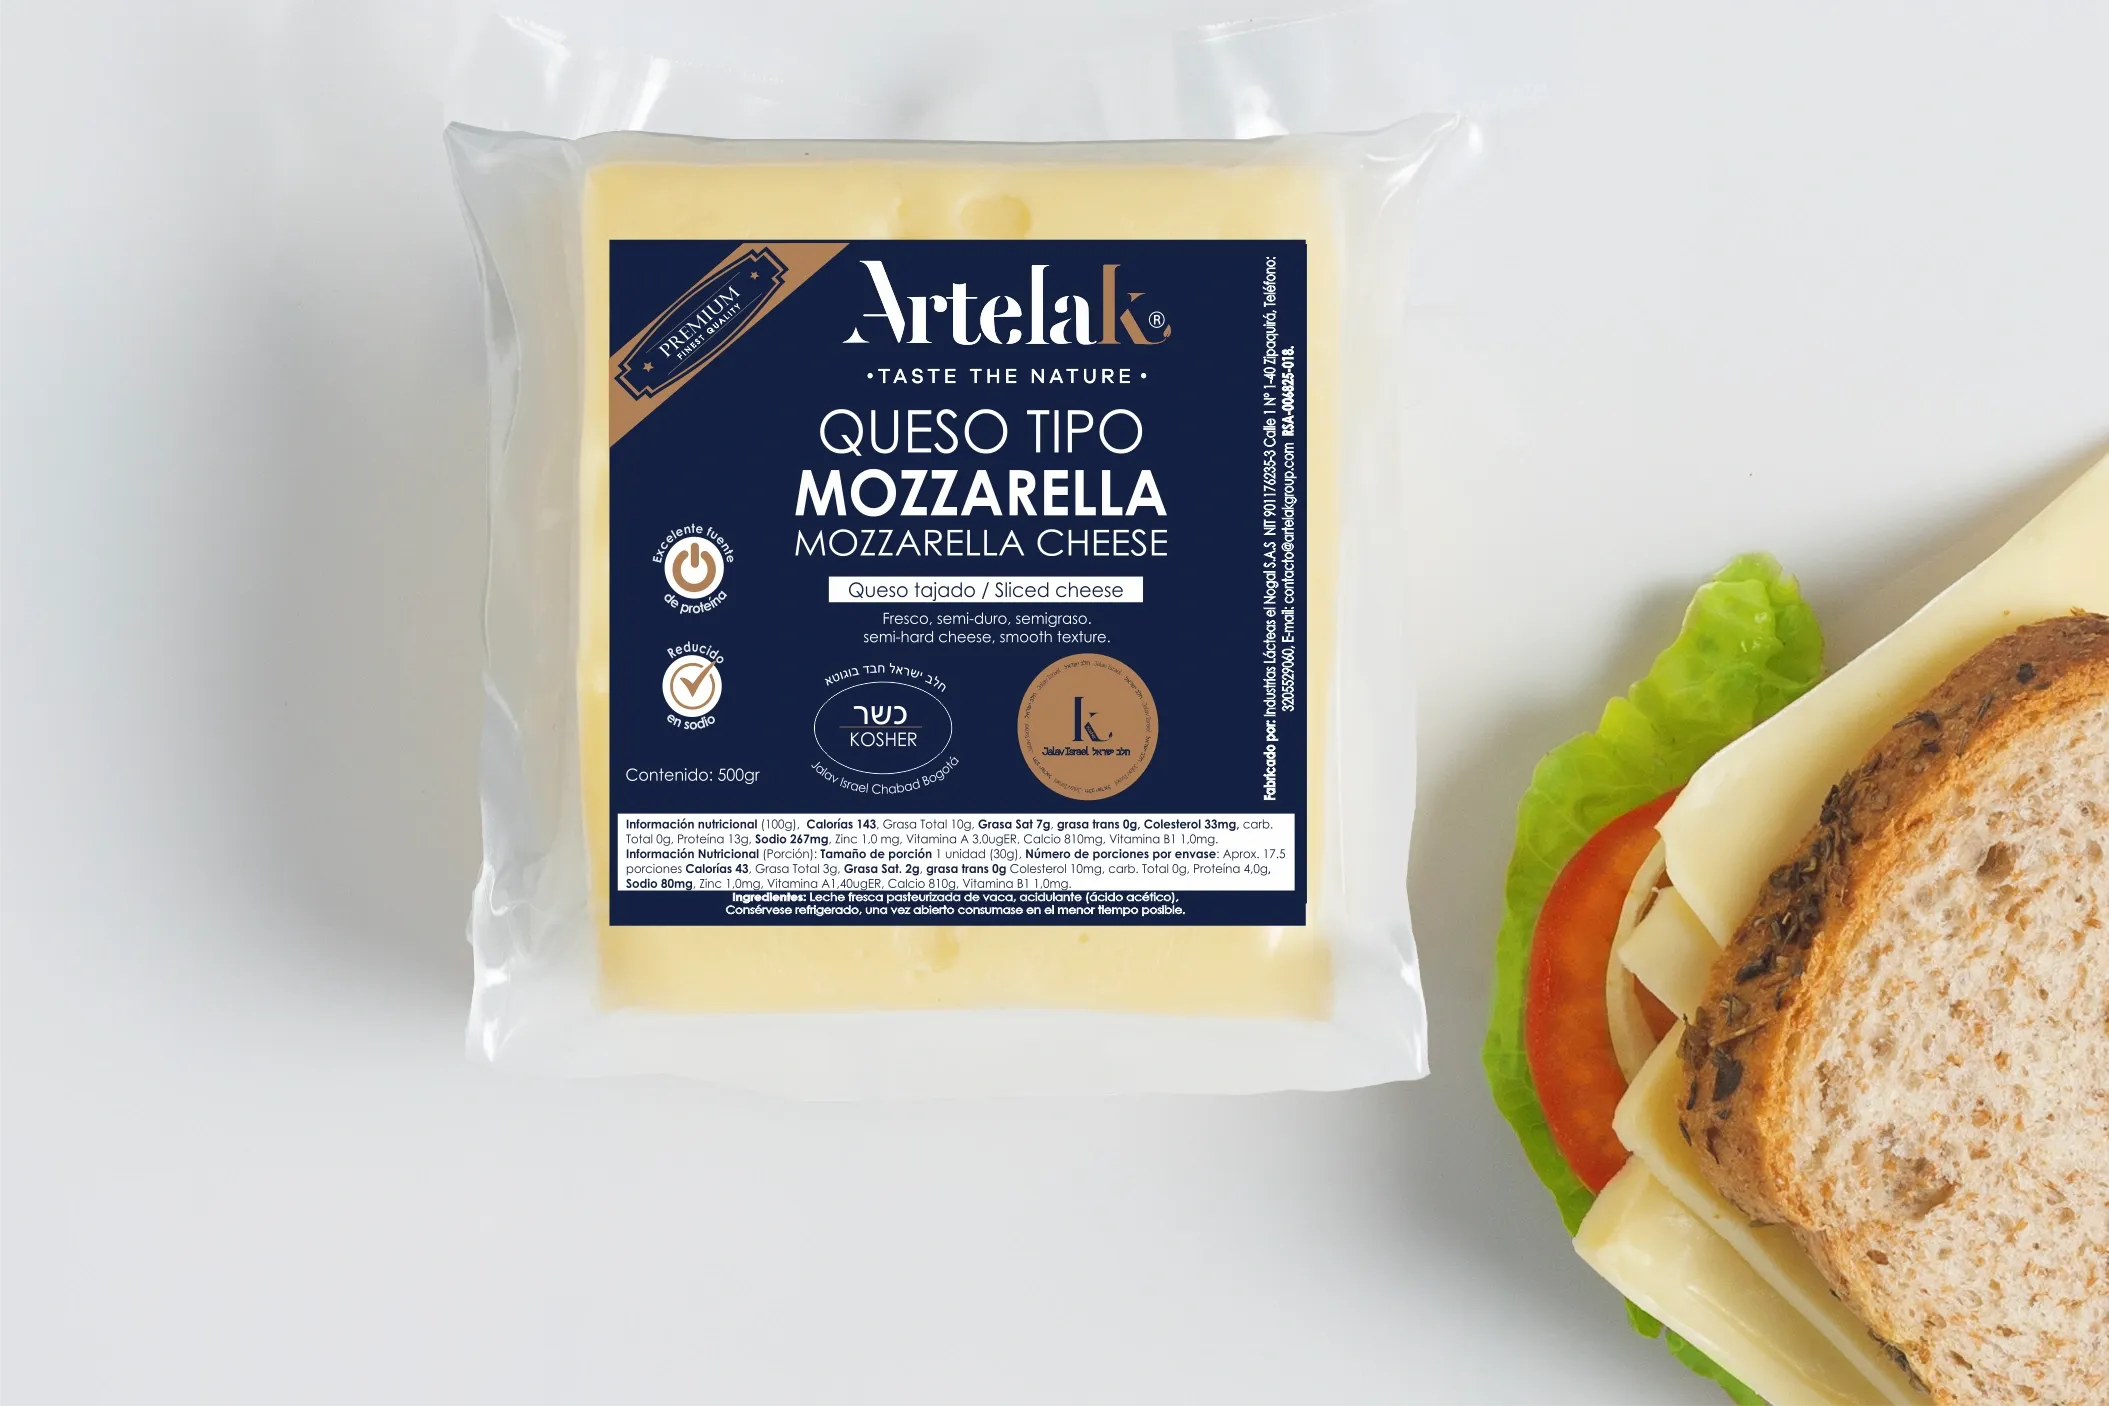 PREMIUM
FINEST QUALITY
Artelak®
•TASTE THE NATURE•
QUESO TIPO
MOZZARELLA
MOZZARELLA CHEESE
Queso tajado / Sliced cheese
Fresco, semi-duro, semigraso.
semi-hard cheese, smooth texture.
Excelente fuente
de proteína
Reducido
en sodio
Contenido: 500gr
חלב ישראל חבד בוגוטא
כשר
KOSHER
Jalav Israel Chabad Bogotá
k
Jalav Israel חלב ישראל
Fabricado por: Industrias Lácteas el Nogal S.A.S NIT 901176235-3 Calle 1 Nº 1-40 Zipaquirá, Teléfono:
3205529060, E-mail: contacto@artelakgroup.com RSA-006825-018.
Información nutricional (100g), Calorías 143, Grasa Total 10g, Grasa Sat 7g, grasa trans 0g, Colesterol 33mg, carb.
Total 0g, Proteína 13g, Sodio 267mg, Zinc 1,0 mg, Vitamina A 3,0ugER, Calcio 810mg, Vitamina B1 1,0mg.
Información Nutricional (Porción): Tamaño de porción 1 unidad (30g), Número de porciones por envase: Aprox. 17.5
porciones Calorías 43, Grasa Total 3g, Grasa Sat. 2g, grasa trans 0g Colesterol 10mg, carb. Total 0g, Proteína 4,0g,
Sodio 80mg, Zinc 1,0mg, Vitamina A1,40ugER, Calcio 810g, Vitamina B1 1,0mg.
Ingredientes: Leche fresca pasteurizada de vaca, acidulante (ácido acético),
Consérvese refrigerado, una vez abierto consumase en el menor tiempo posible.